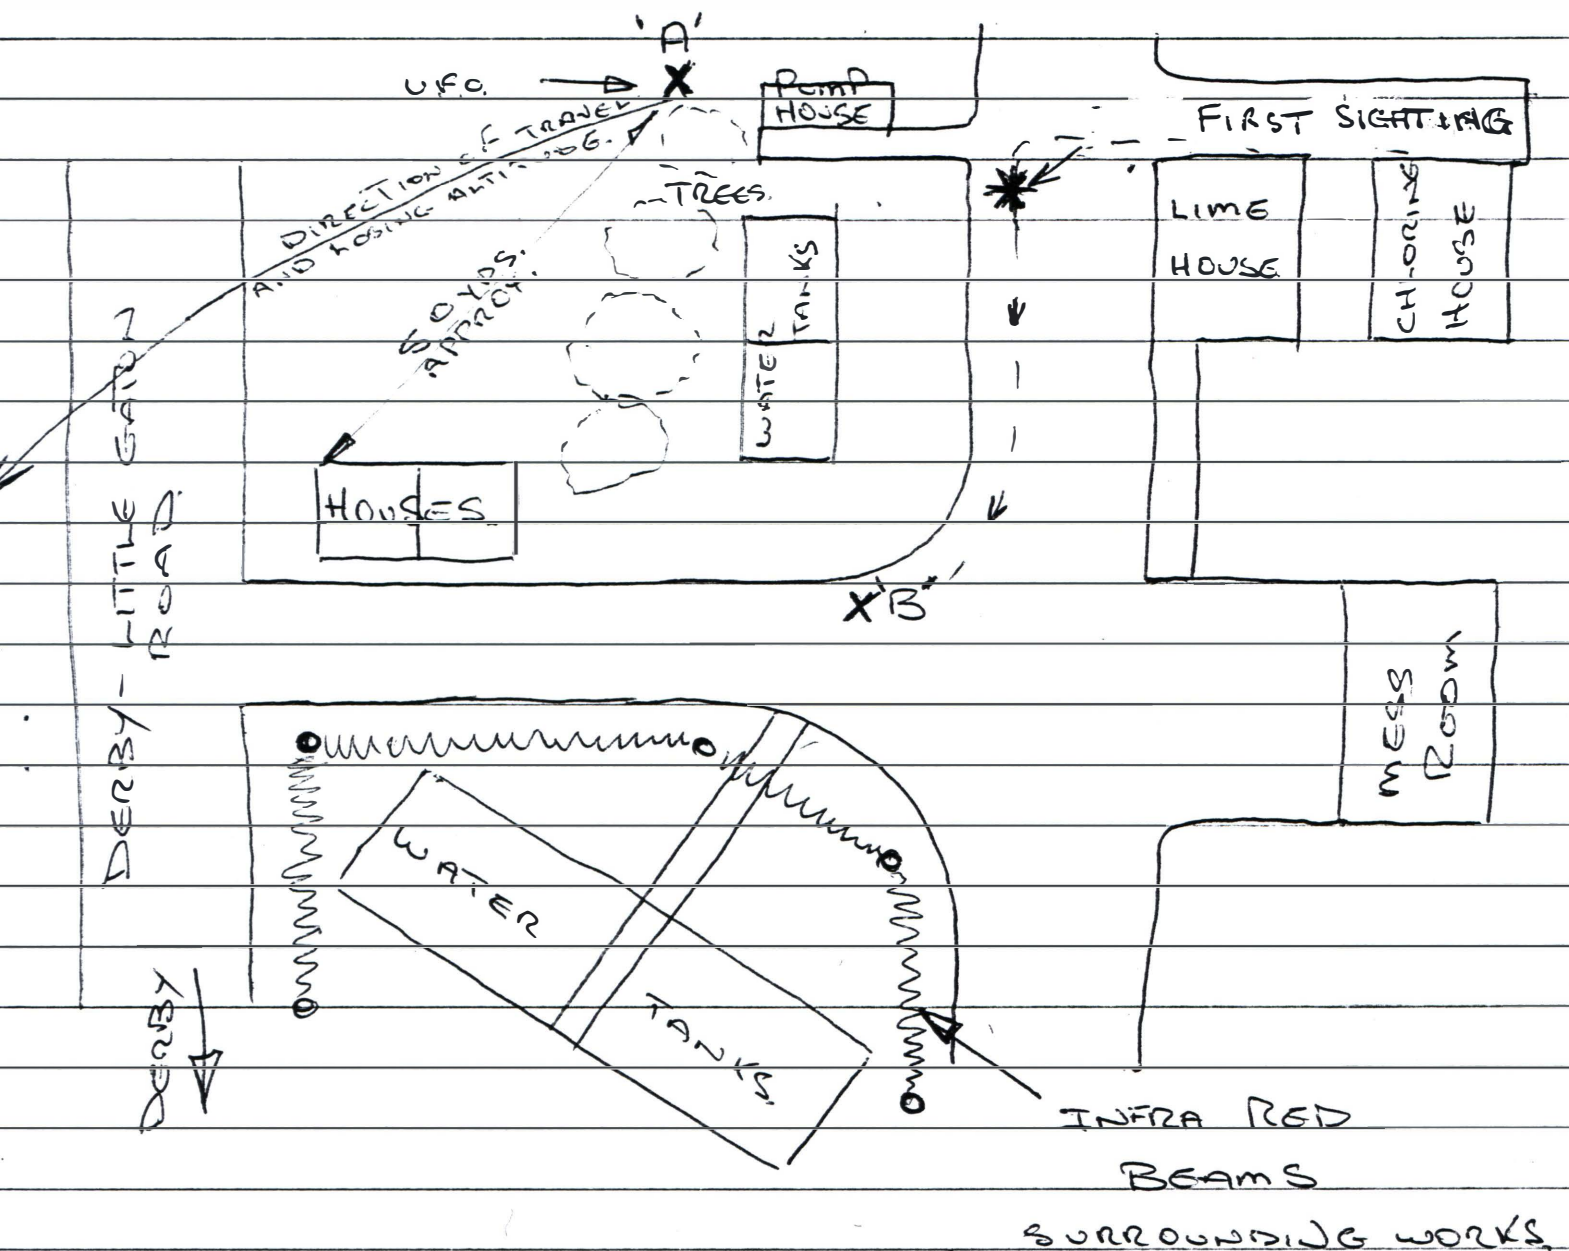 'A'
U.F.O.
PUMP
HOUSE
FIRST SIGHTING
DIRECTION OF TRAVEL
AND LOSING ALTITUDE.
TREES.
LIME
HOUSE
CHLORINE
HOUSE
50 YDS.
APPROX.
WATER TANKS
HOUSES
X 'B'
DERBY - LITTLE EATON
ROAD.
MESS
ROOM
WATER
TANKS
DERBY
INFRA RED
BEAMS
SURROUNDING WORKS.